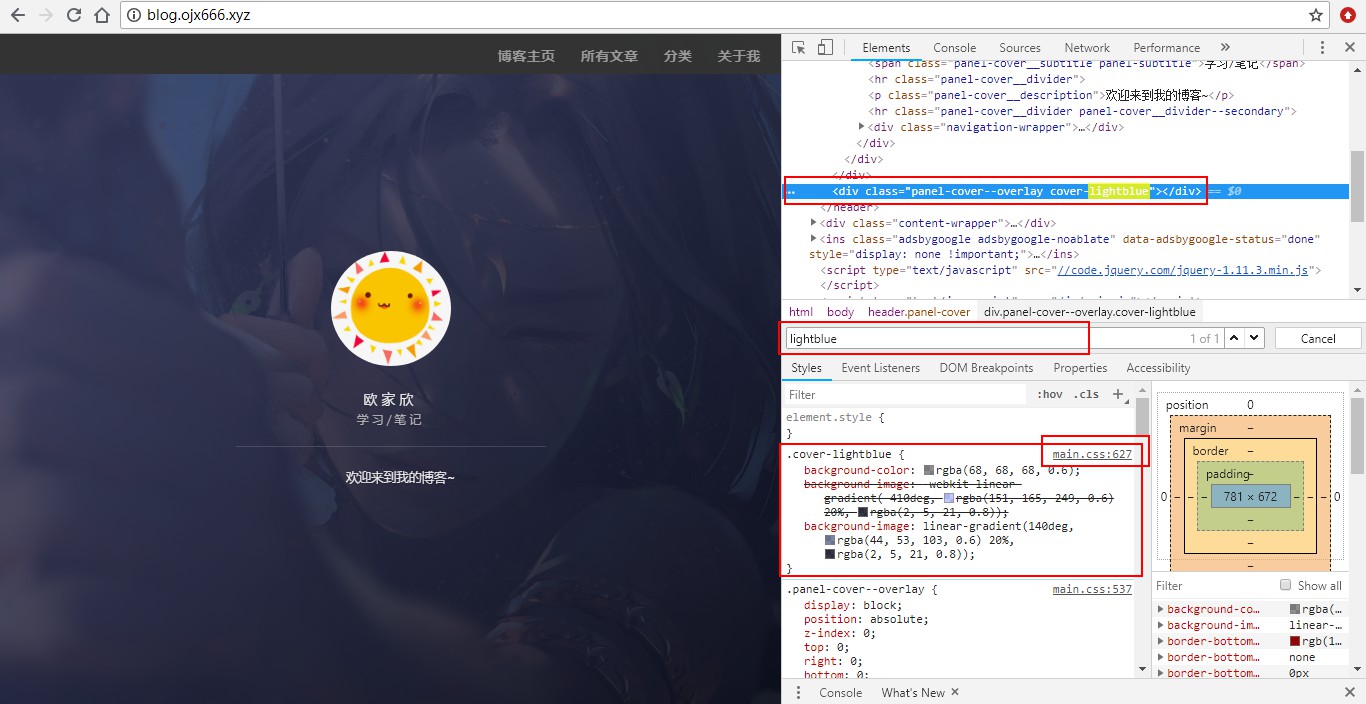 blog.ojx666.xyz
博客主页 所有文章 分类 关于我
欧家欣
学习/笔记
欢迎来到我的博客~
Elements Console Sources Network Performance »
<span class="panel-cover__subtitle panel-subtitle">学习/笔记</span>
<hr class="panel-cover__divider">
<p class="panel-cover__description">欢迎来到我的博客~</p>
<hr class="panel-cover__divider panel-cover__divider--secondary">
<div class="navigation-wrapper">…</div>
</div>
</div>
</div>
<div class="panel-cover--overlay cover-lightblue"></div> == $0
</header>
<div class="content-wrapper">…</div>
<ins class="adsbygoogle adsbygoogle-noablate" data-adsbygoogle-status="done"
style="display: none !important;">…</ins>
<script type="text/javascript" src="//code.jquery.com/jquery-1.11.3.min.js">
</script>
html body header.panel-cover div.panel-cover--overlay.cover-lightblue
lightblue 1 of 1 Cancel
Styles Event Listeners DOM Breakpoints Properties Accessibility
Filter :hov .cls +
element.style {
}
.cover-lightblue { main.css:627
background-color: rgba(68, 68, 68, 0.6);
background-image: -webkit-linear-
gradient(-410deg, rgba(151, 165, 249, 0.6)
20%, rgba(2, 5, 21, 0.8));
background-image: linear-gradient(140deg,
rgba(44, 53, 103, 0.6) 20%,
rgba(2, 5, 21, 0.8));
}
.panel-cover--overlay { main.css:537
display: block;
position: absolute;
z-index: 0;
top: 0;
right: 0;
bottom: 0;
position 0
margin –
border –
padding –
0 – – – 781 × 672 – – – 0
–
–
–
Filter Show all
background-co… rgba(…
background-im… linear-…
border-bottom… rgb(1…
border-bottom… none
border-bottom… 0px
Console What's New